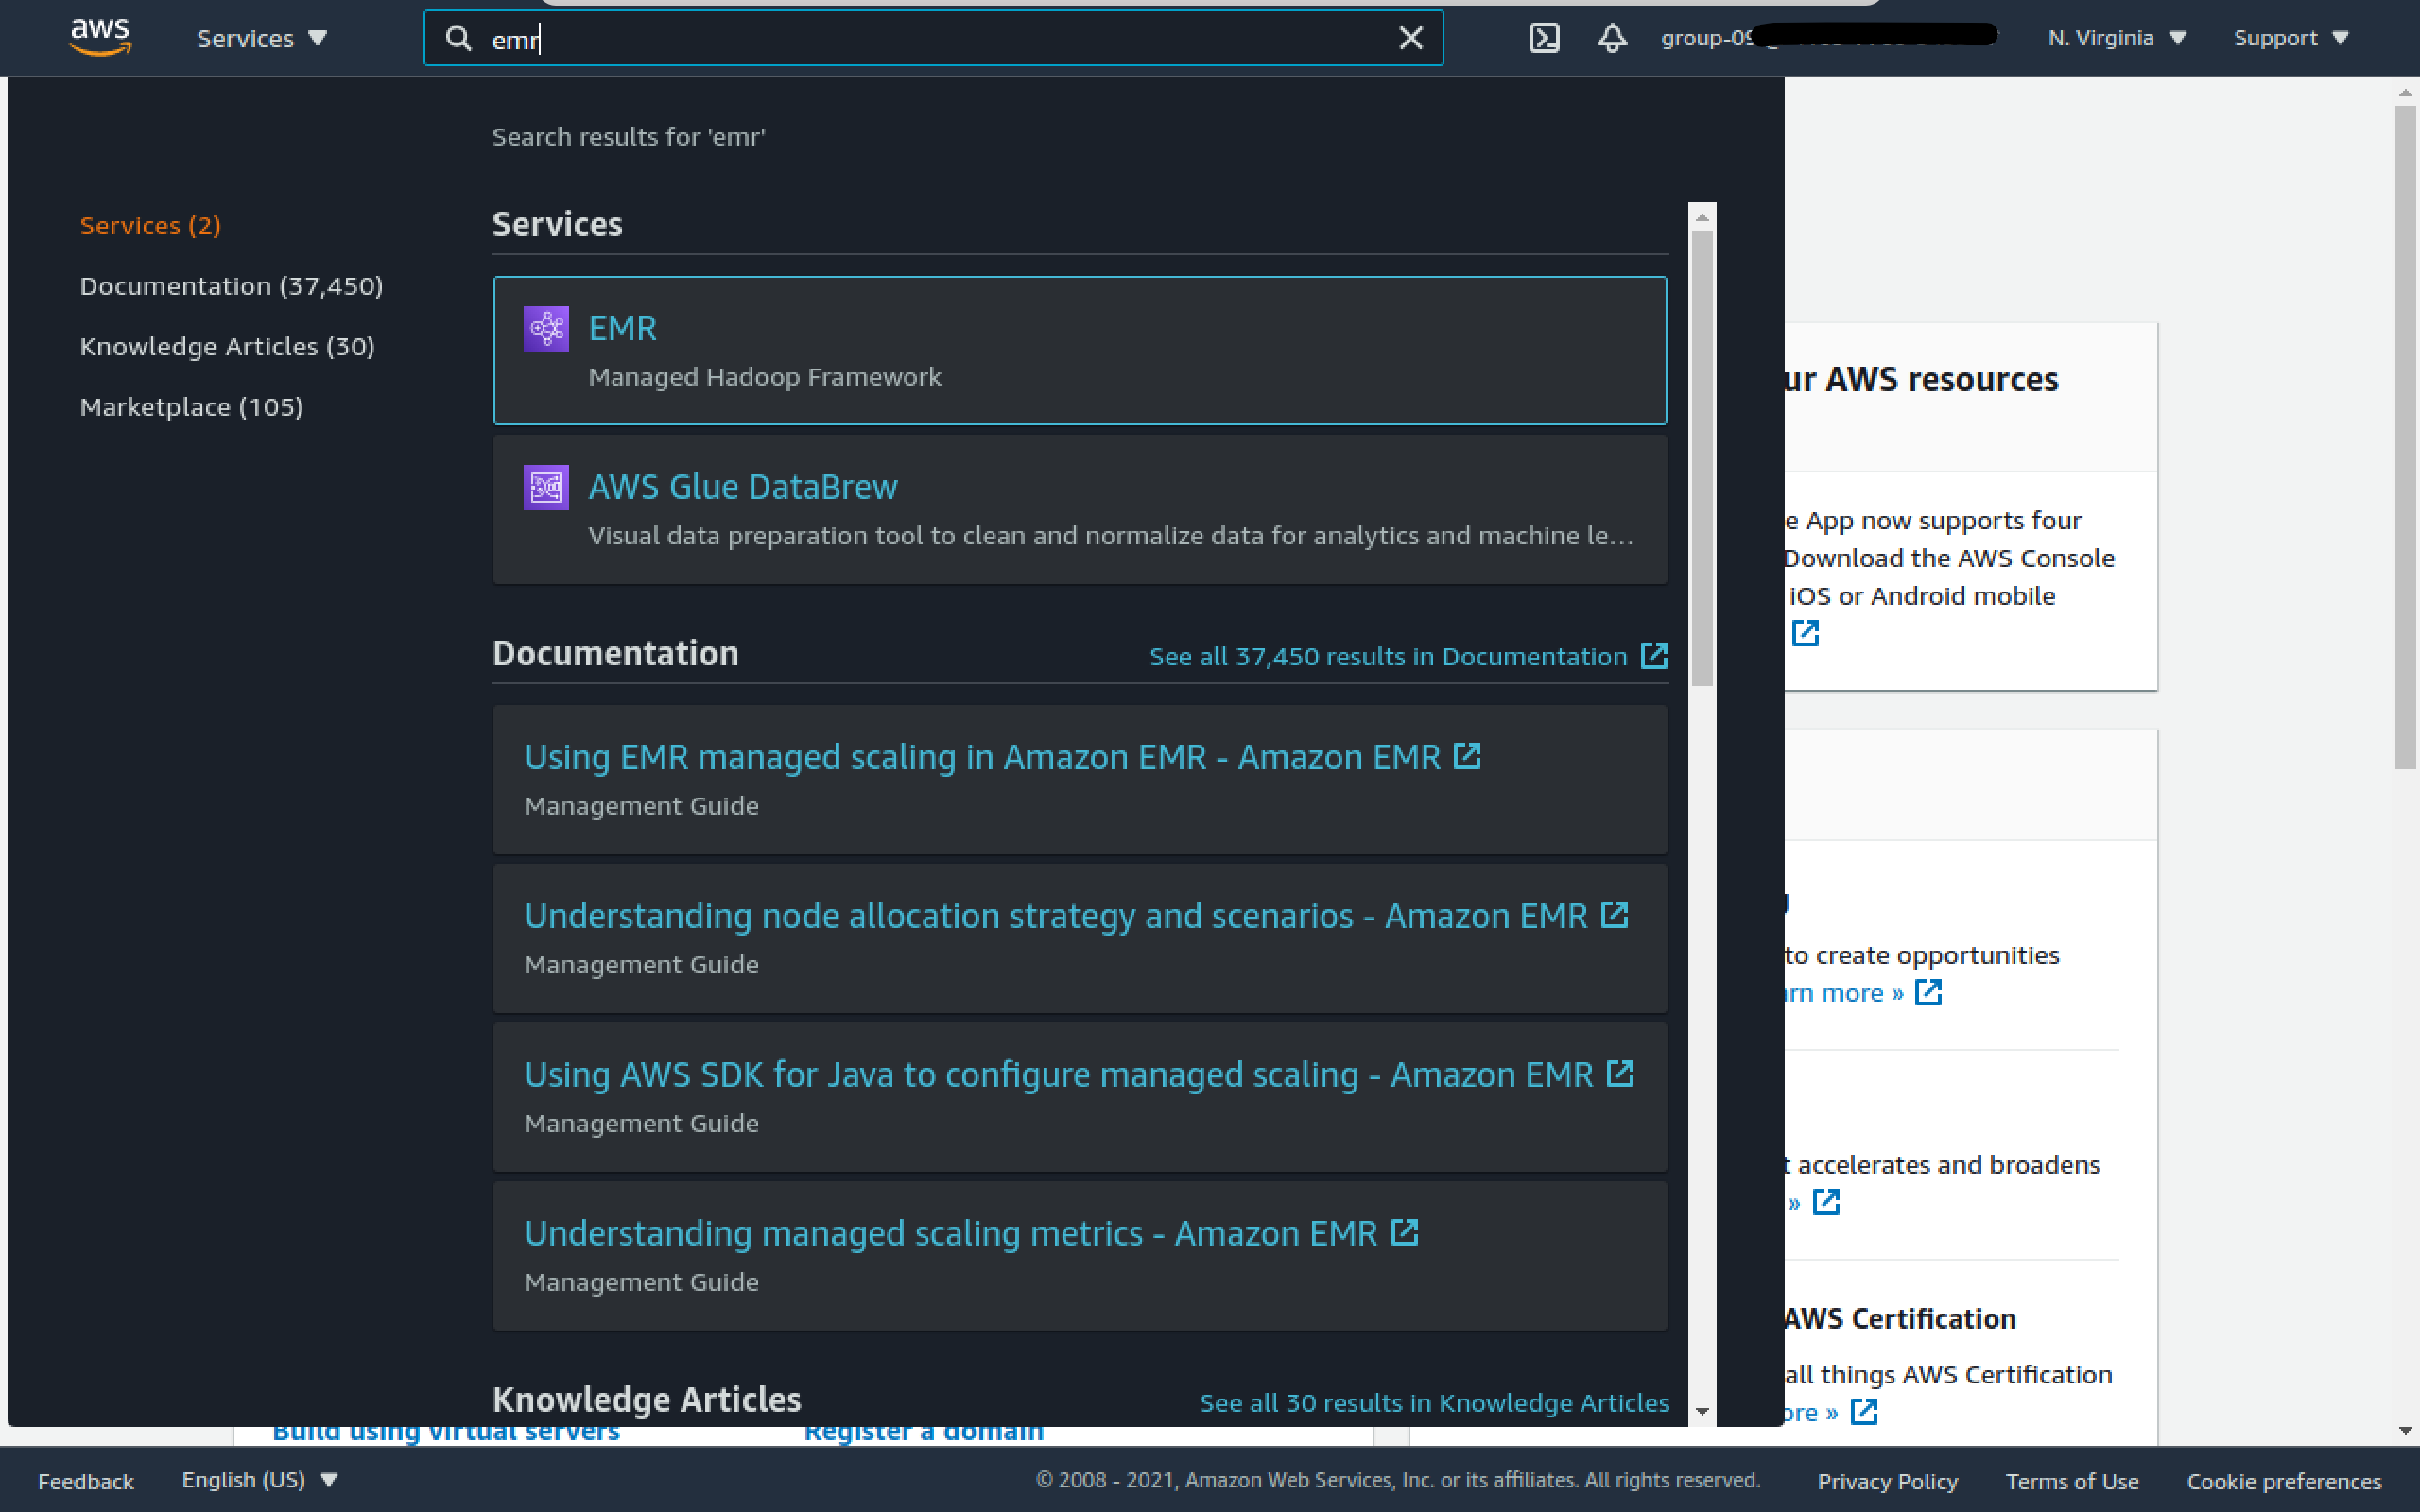 aws
Services
emr
group-09
N. Virginia
Support
Search results for 'emr'
Services (2)
Documentation (37,450)
Knowledge Articles (30)
Marketplace (105)
Services
EMR
Managed Hadoop Framework
AWS Glue DataBrew
Visual data preparation tool to clean and normalize data for analytics and machine le...
Documentation
See all 37,450 results in Documentation
Using EMR managed scaling in Amazon EMR - Amazon EMR
Management Guide
Understanding node allocation strategy and scenarios - Amazon EMR
Management Guide
Using AWS SDK for Java to configure managed scaling - Amazon EMR
Management Guide
Understanding managed scaling metrics - Amazon EMR
Management Guide
Knowledge Articles
See all 30 results in Knowledge Articles
ur AWS resources
e App now supports four
Download the AWS Console
iOS or Android mobile
to create opportunities
arn more »
t accelerates and broadens
»
AWS Certification
all things AWS Certification
ore »
Build using virtual servers
Register a domain
Feedback
English (US)
© 2008 - 2021, Amazon Web Services, Inc. or its affiliates. All rights reserved.
Privacy Policy
Terms of Use
Cookie preferences